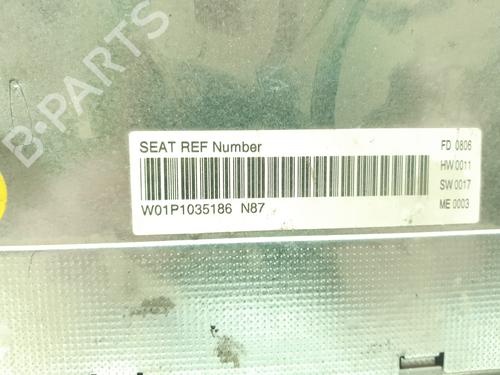 B-PARTS
SEAT REF Number
FD 0806
HW 0011
SW 0017
W01P1035186 N87
ME 0003